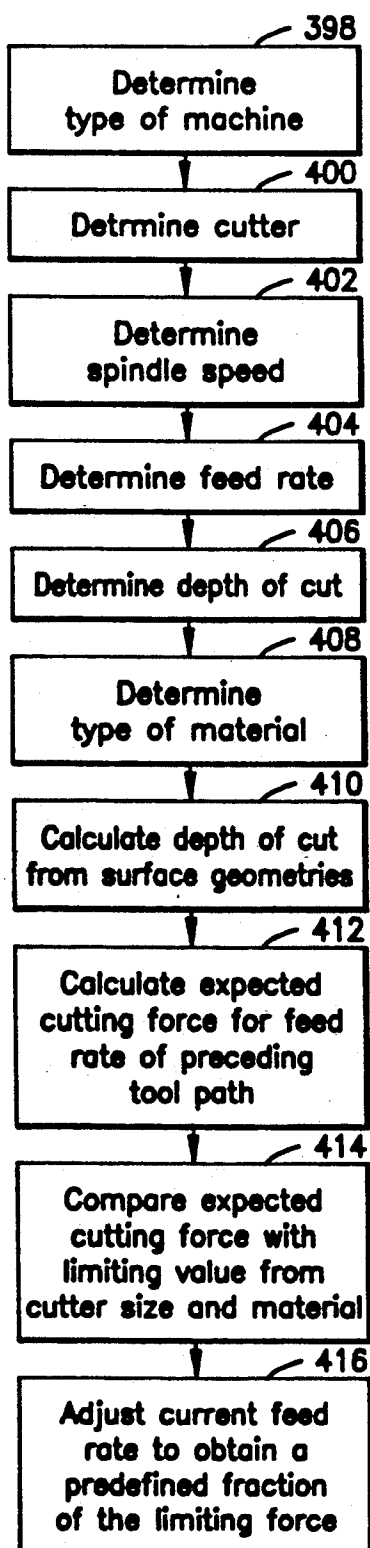 398
Determine
type of machine
400
Detrmine cutter
402
Determine
spindle speed
404
Determine feed rate
406
Determine depth of cut
408
Determine
type of material
410
Calculate depth of cut
from surface geometries
412
Calculate expected
cutting force for feed
rate of preceding
tool path
414
Compare expected
cutting force with
limiting value from
cutter size and material
416
Adjust current feed
rate to obtain a
predefined fraction
of the limiting force